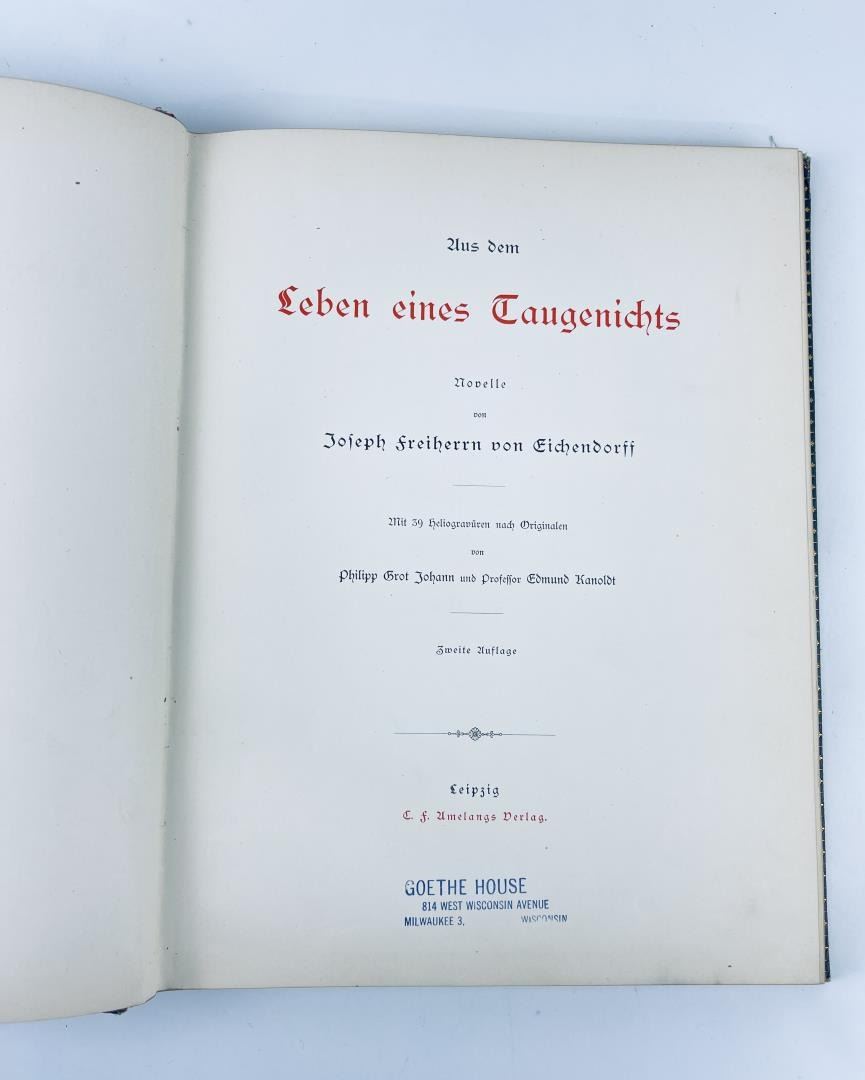 Aus dem
Leben eines Taugenichts
Novelle
von
Joseph Freiherrn von Eichendorff
Mit 39 Heliogravüren nach Originalen
von
Philipp Grot Johann und Professor Edmund Kanoldt
Zweite Auflage
Leipzig
C. F. Amelangs Verlag.
GOETHE HOUSE
814 WEST WISCONSIN AVENUE
MILWAUKEE 3, WISCONSIN